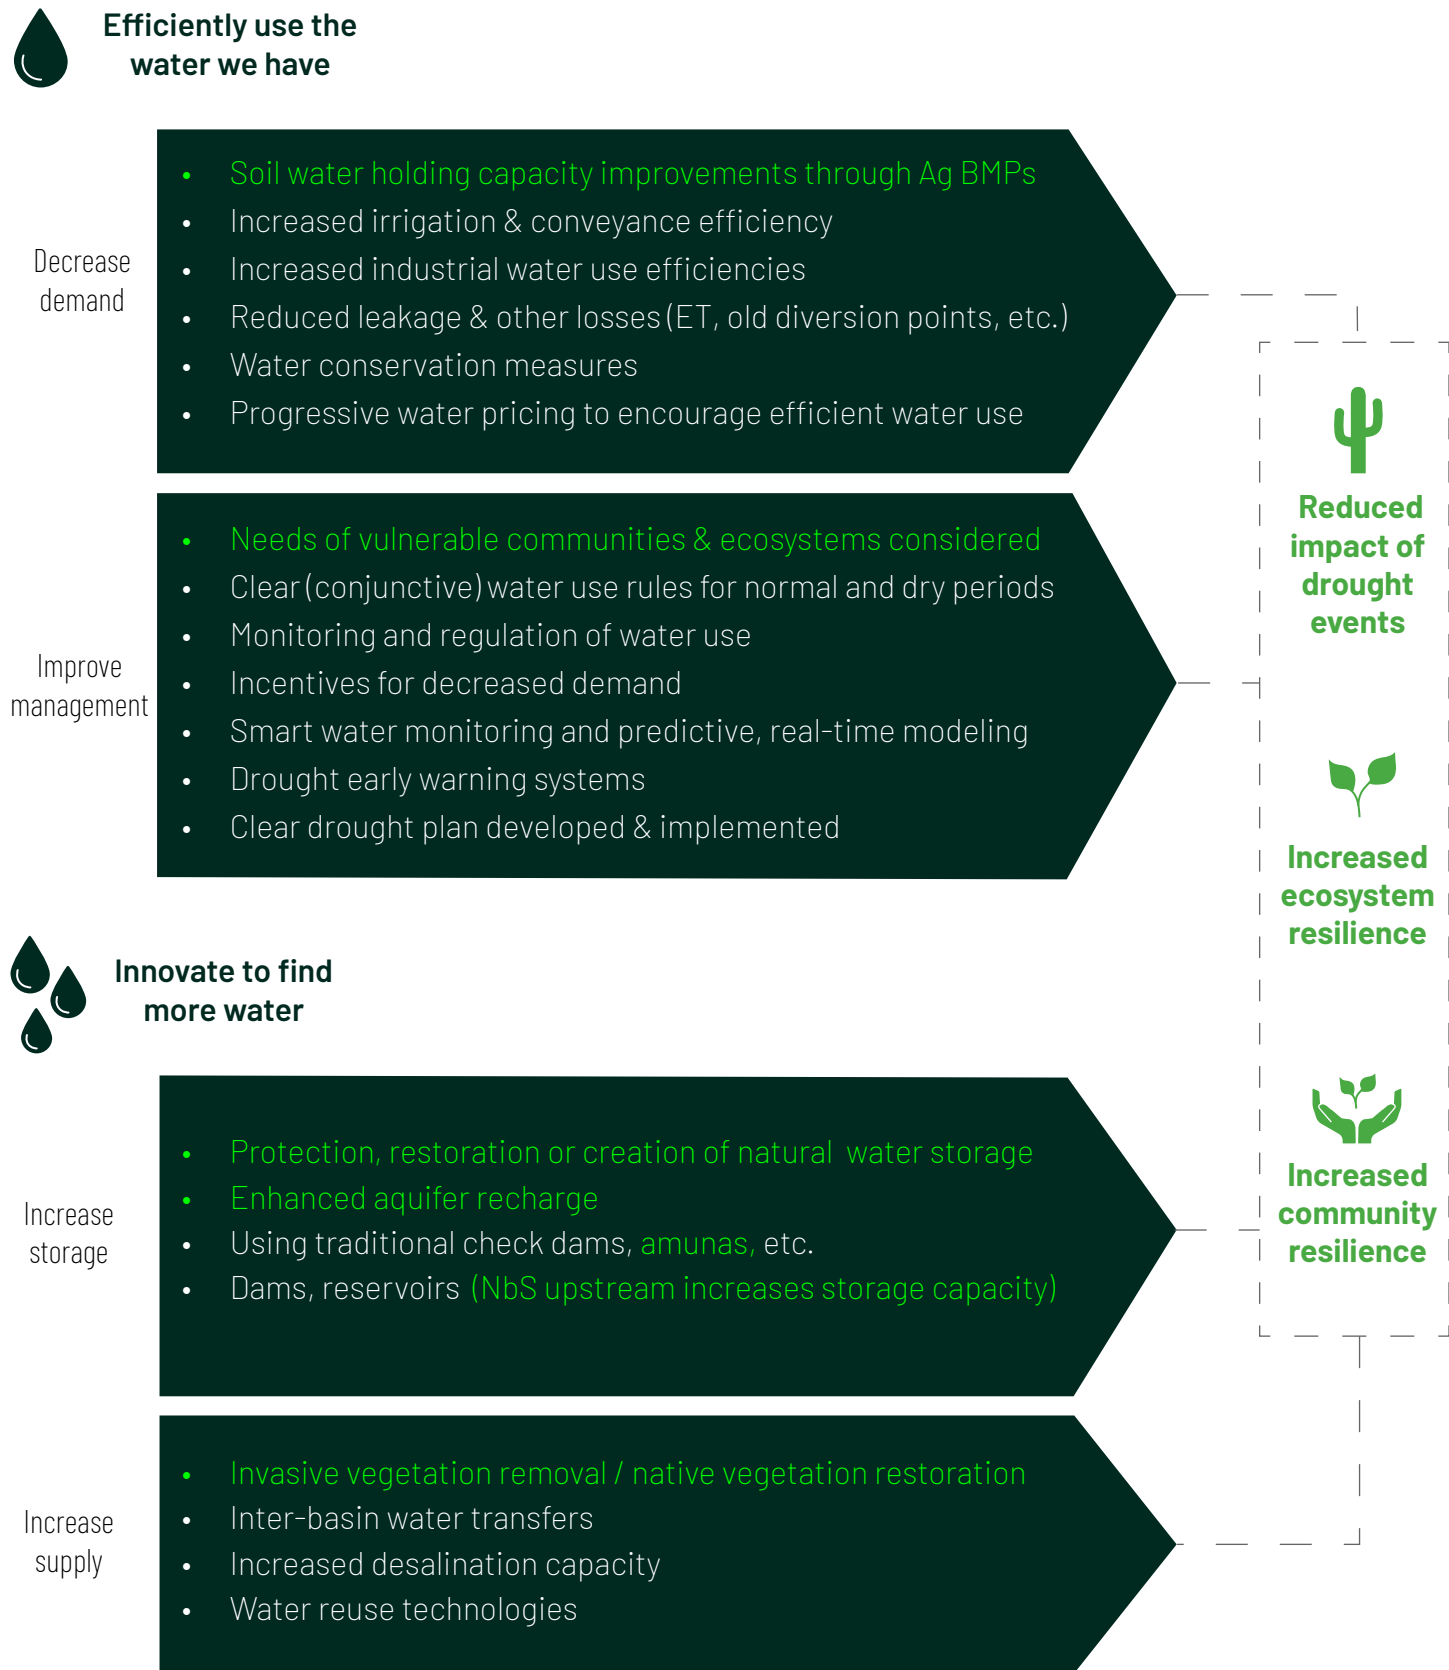 Efficiently use the
water we have
Decrease
demand
• Soil water holding capacity improvements through Ag BMPs
• Increased irrigation & conveyance efficiency
• Increased industrial water use efficiencies
• Reduced leakage & other losses (ET, old diversion points, etc.)
• Water conservation measures
• Progressive water pricing to encourage efficient water use
Improve
management
• Needs of vulnerable communities & ecosystems considered
• Clear (conjunctive) water use rules for normal and dry periods
• Monitoring and regulation of water use
• Incentives for decreased demand
• Smart water monitoring and predictive, real-time modeling
• Drought early warning systems
• Clear drought plan developed & implemented
Innovate to find
more water
Increase
storage
• Protection, restoration or creation of natural water storage
• Enhanced aquifer recharge
• Using traditional check dams, amunas, etc.
• Dams, reservoirs (NbS upstream increases storage capacity)
Increase
supply
• Invasive vegetation removal / native vegetation restoration
• Inter-basin water transfers
• Increased desalination capacity
• Water reuse technologies
Reduced
impact of
drought
events
Increased
ecosystem
resilience
Increased
community
resilience